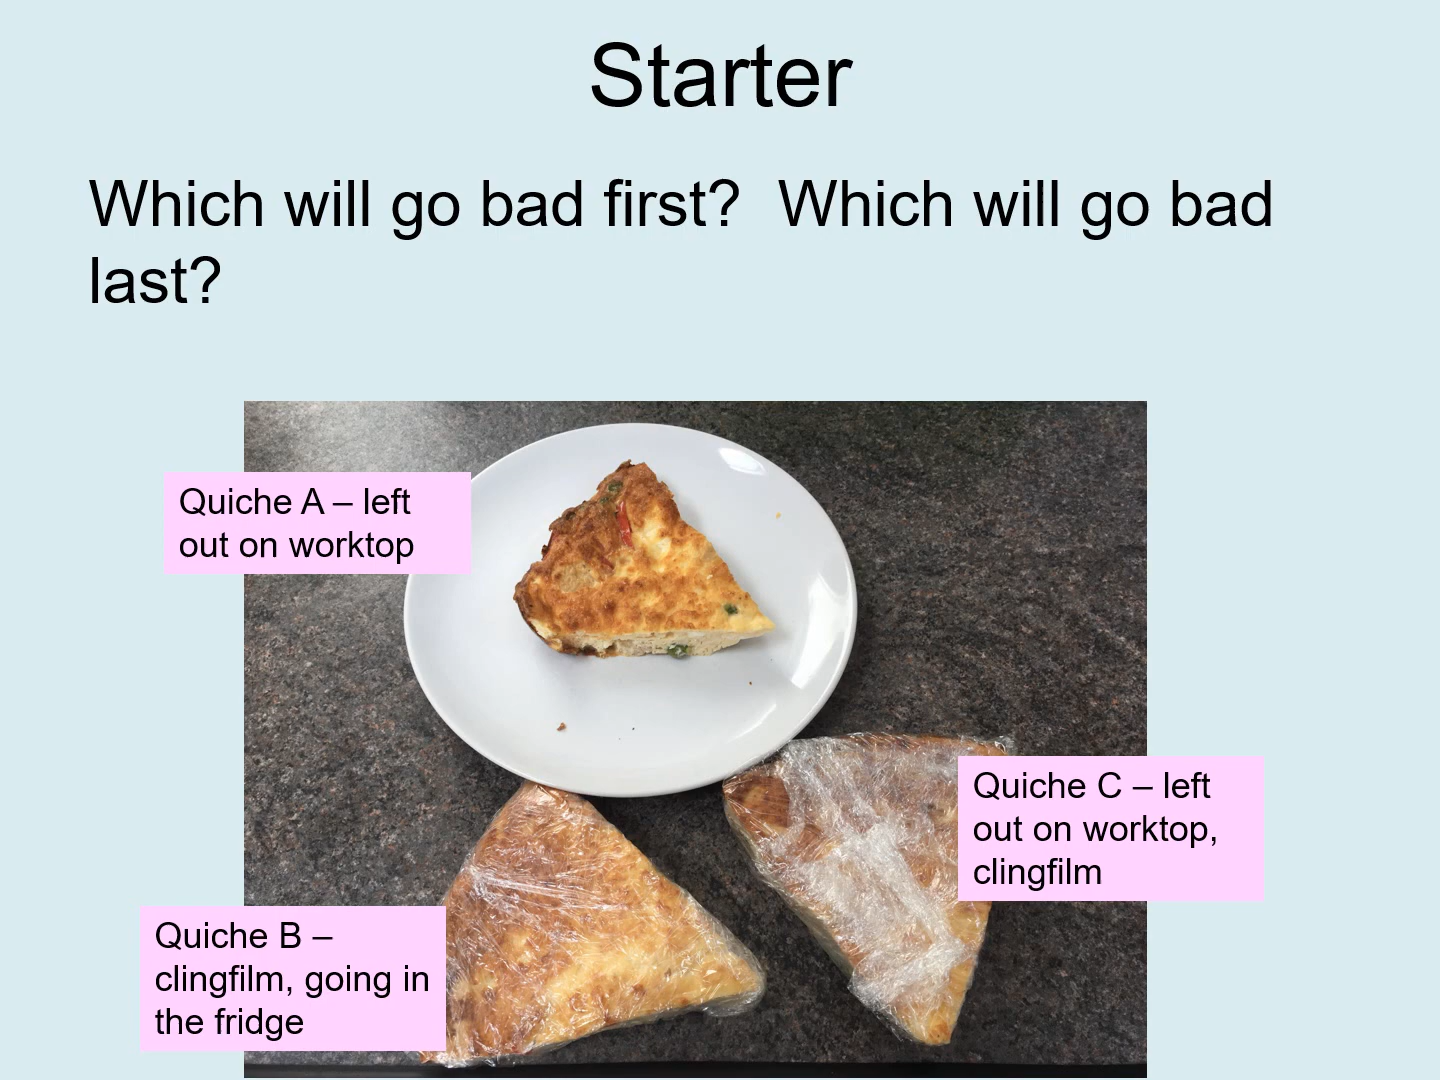 Starter
Which will go bad first?  Which will go bad
last?
Quiche A – left
out on worktop
Quiche C – left
out on worktop,
clingfilm
Quiche B –
clingfilm, going in
the fridge